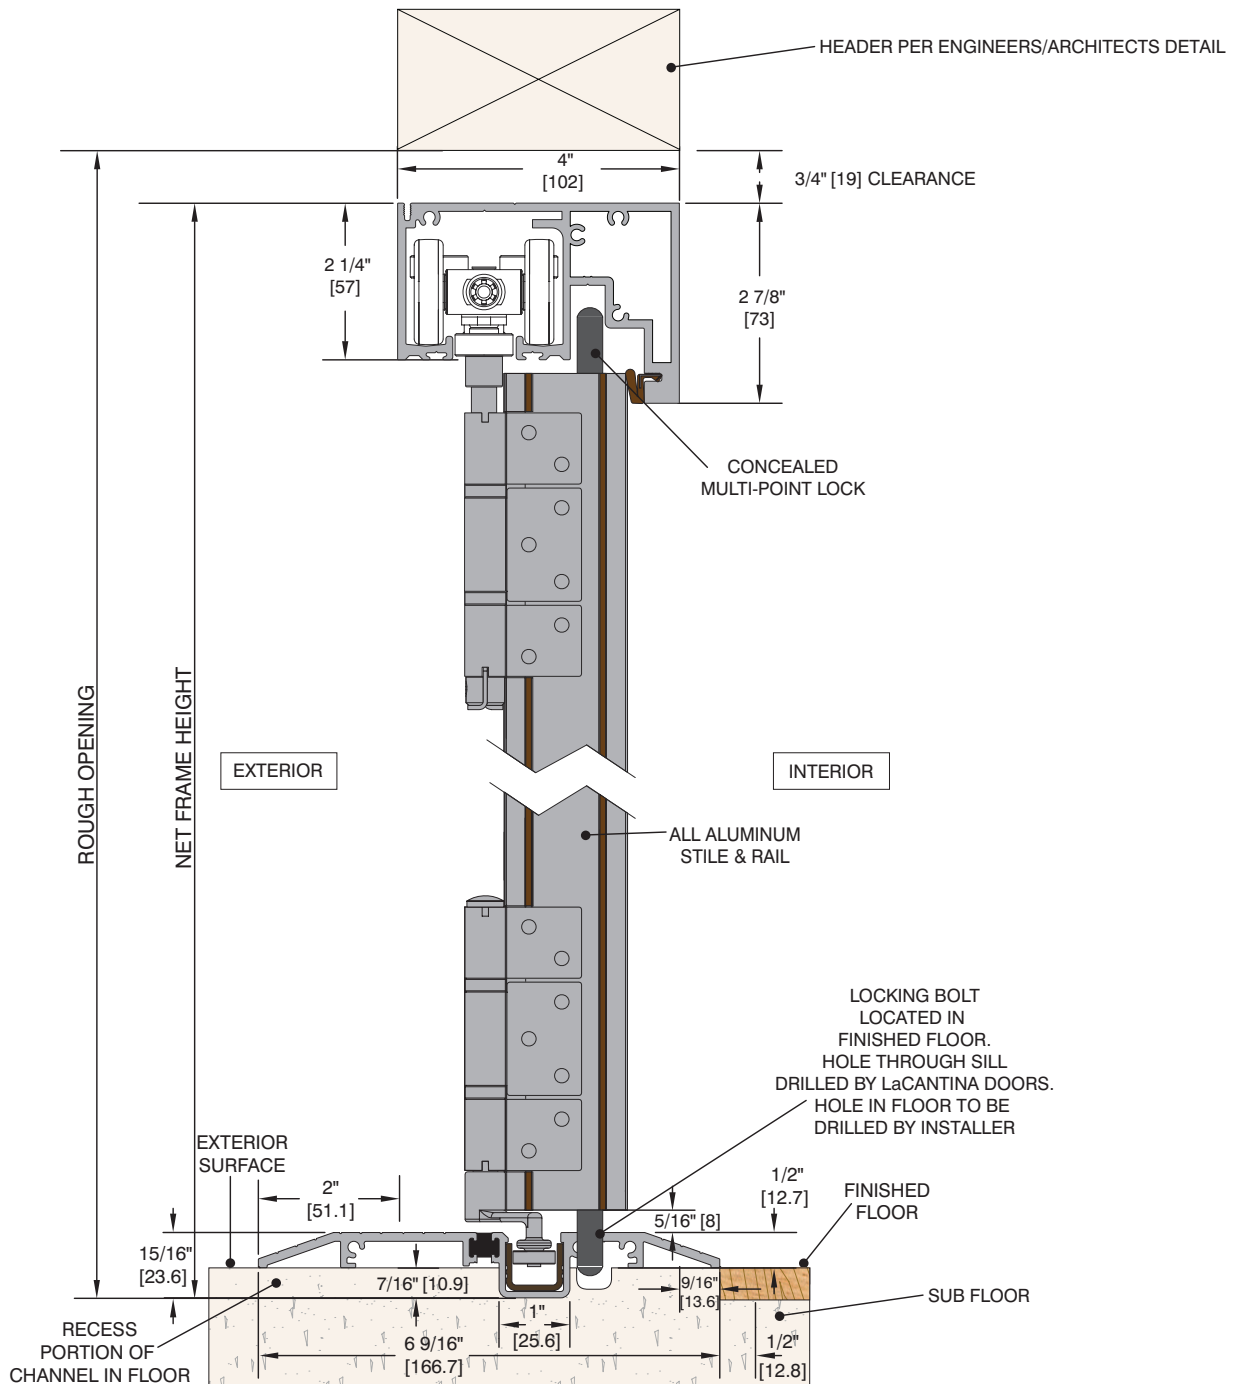 HEADER PER ENGINEERS/ARCHITECTS DETAIL
4"
[102]
3/4" [19] CLEARANCE
2 1/4"
[57]
2 7/8"
[73]
CONCEALED
MULTI-POINT LOCK
ROUGH OPENING
NET FRAME HEIGHT
EXTERIOR
INTERIOR
ALL ALUMINUM
STILE & RAIL
LOCKING BOLT
LOCATED IN
FINISHED FLOOR.
HOLE THROUGH SILL
DRILLED BY LaCANTINA DOORS.
HOLE IN FLOOR TO BE
DRILLED BY INSTALLER
EXTERIOR
SURFACE
2"
[51.1]
1/2"
[12.7]
FINISHED
FLOOR
5/16" [8]
15/16"
[23.6]
7/16" [10.9]
9/16"
[13.6]
SUB FLOOR
1"
[25.6]
RECESS
PORTION OF
CHANNEL IN FLOOR
6 9/16"
[166.7]
1/2"
[12.8]